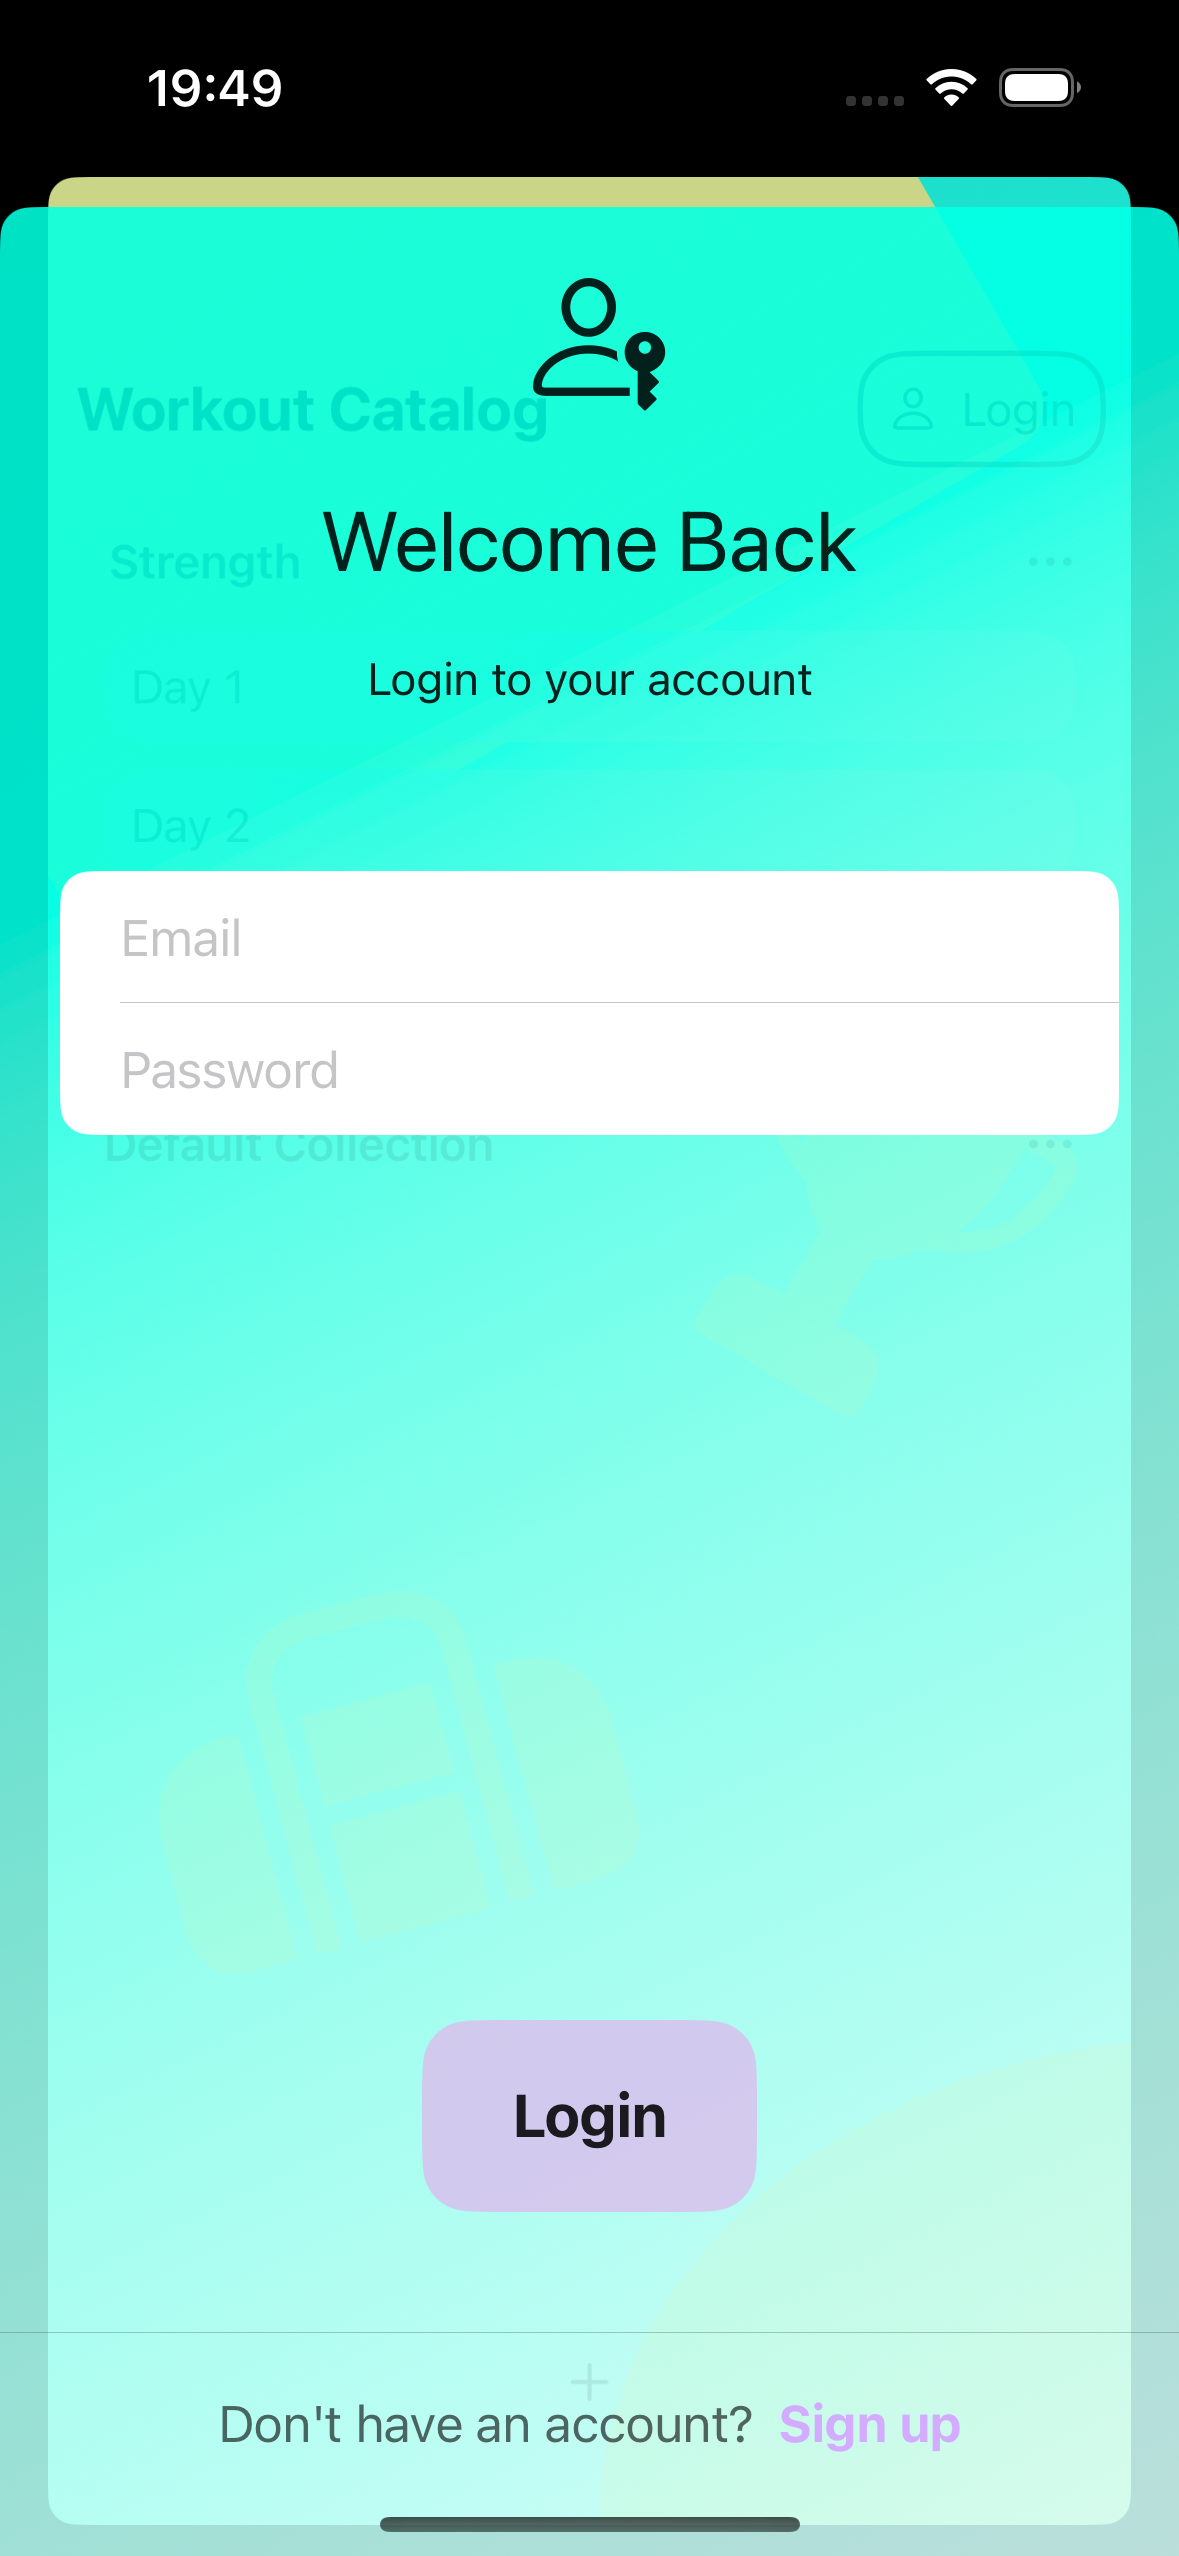 19:49
Workout Catalog
Login
Welcome Back
Strength
Login to your account
Day 1
Day 2
Email
Password
Default Collection
Login
Don't have an account? Sign up